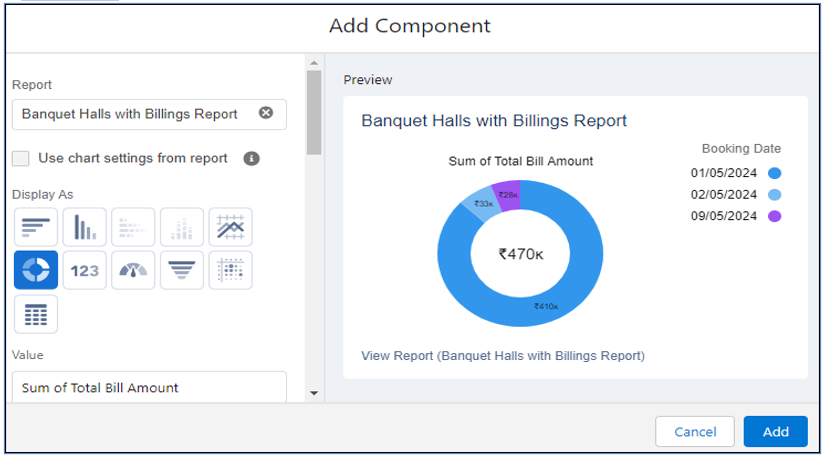 Add Component
Report
Banquet Halls with Billings Report
Use chart settings from report
Display As
123
Value
Sum of Total Bill Amount
Preview
Banquet Halls with Billings Report
Sum of Total Bill Amount
Booking Date
01/05/2024
02/05/2024
09/05/2024
₹33K
₹28K
₹470K
₹410K
View Report (Banquet Halls with Billings Report)
Cancel
Add